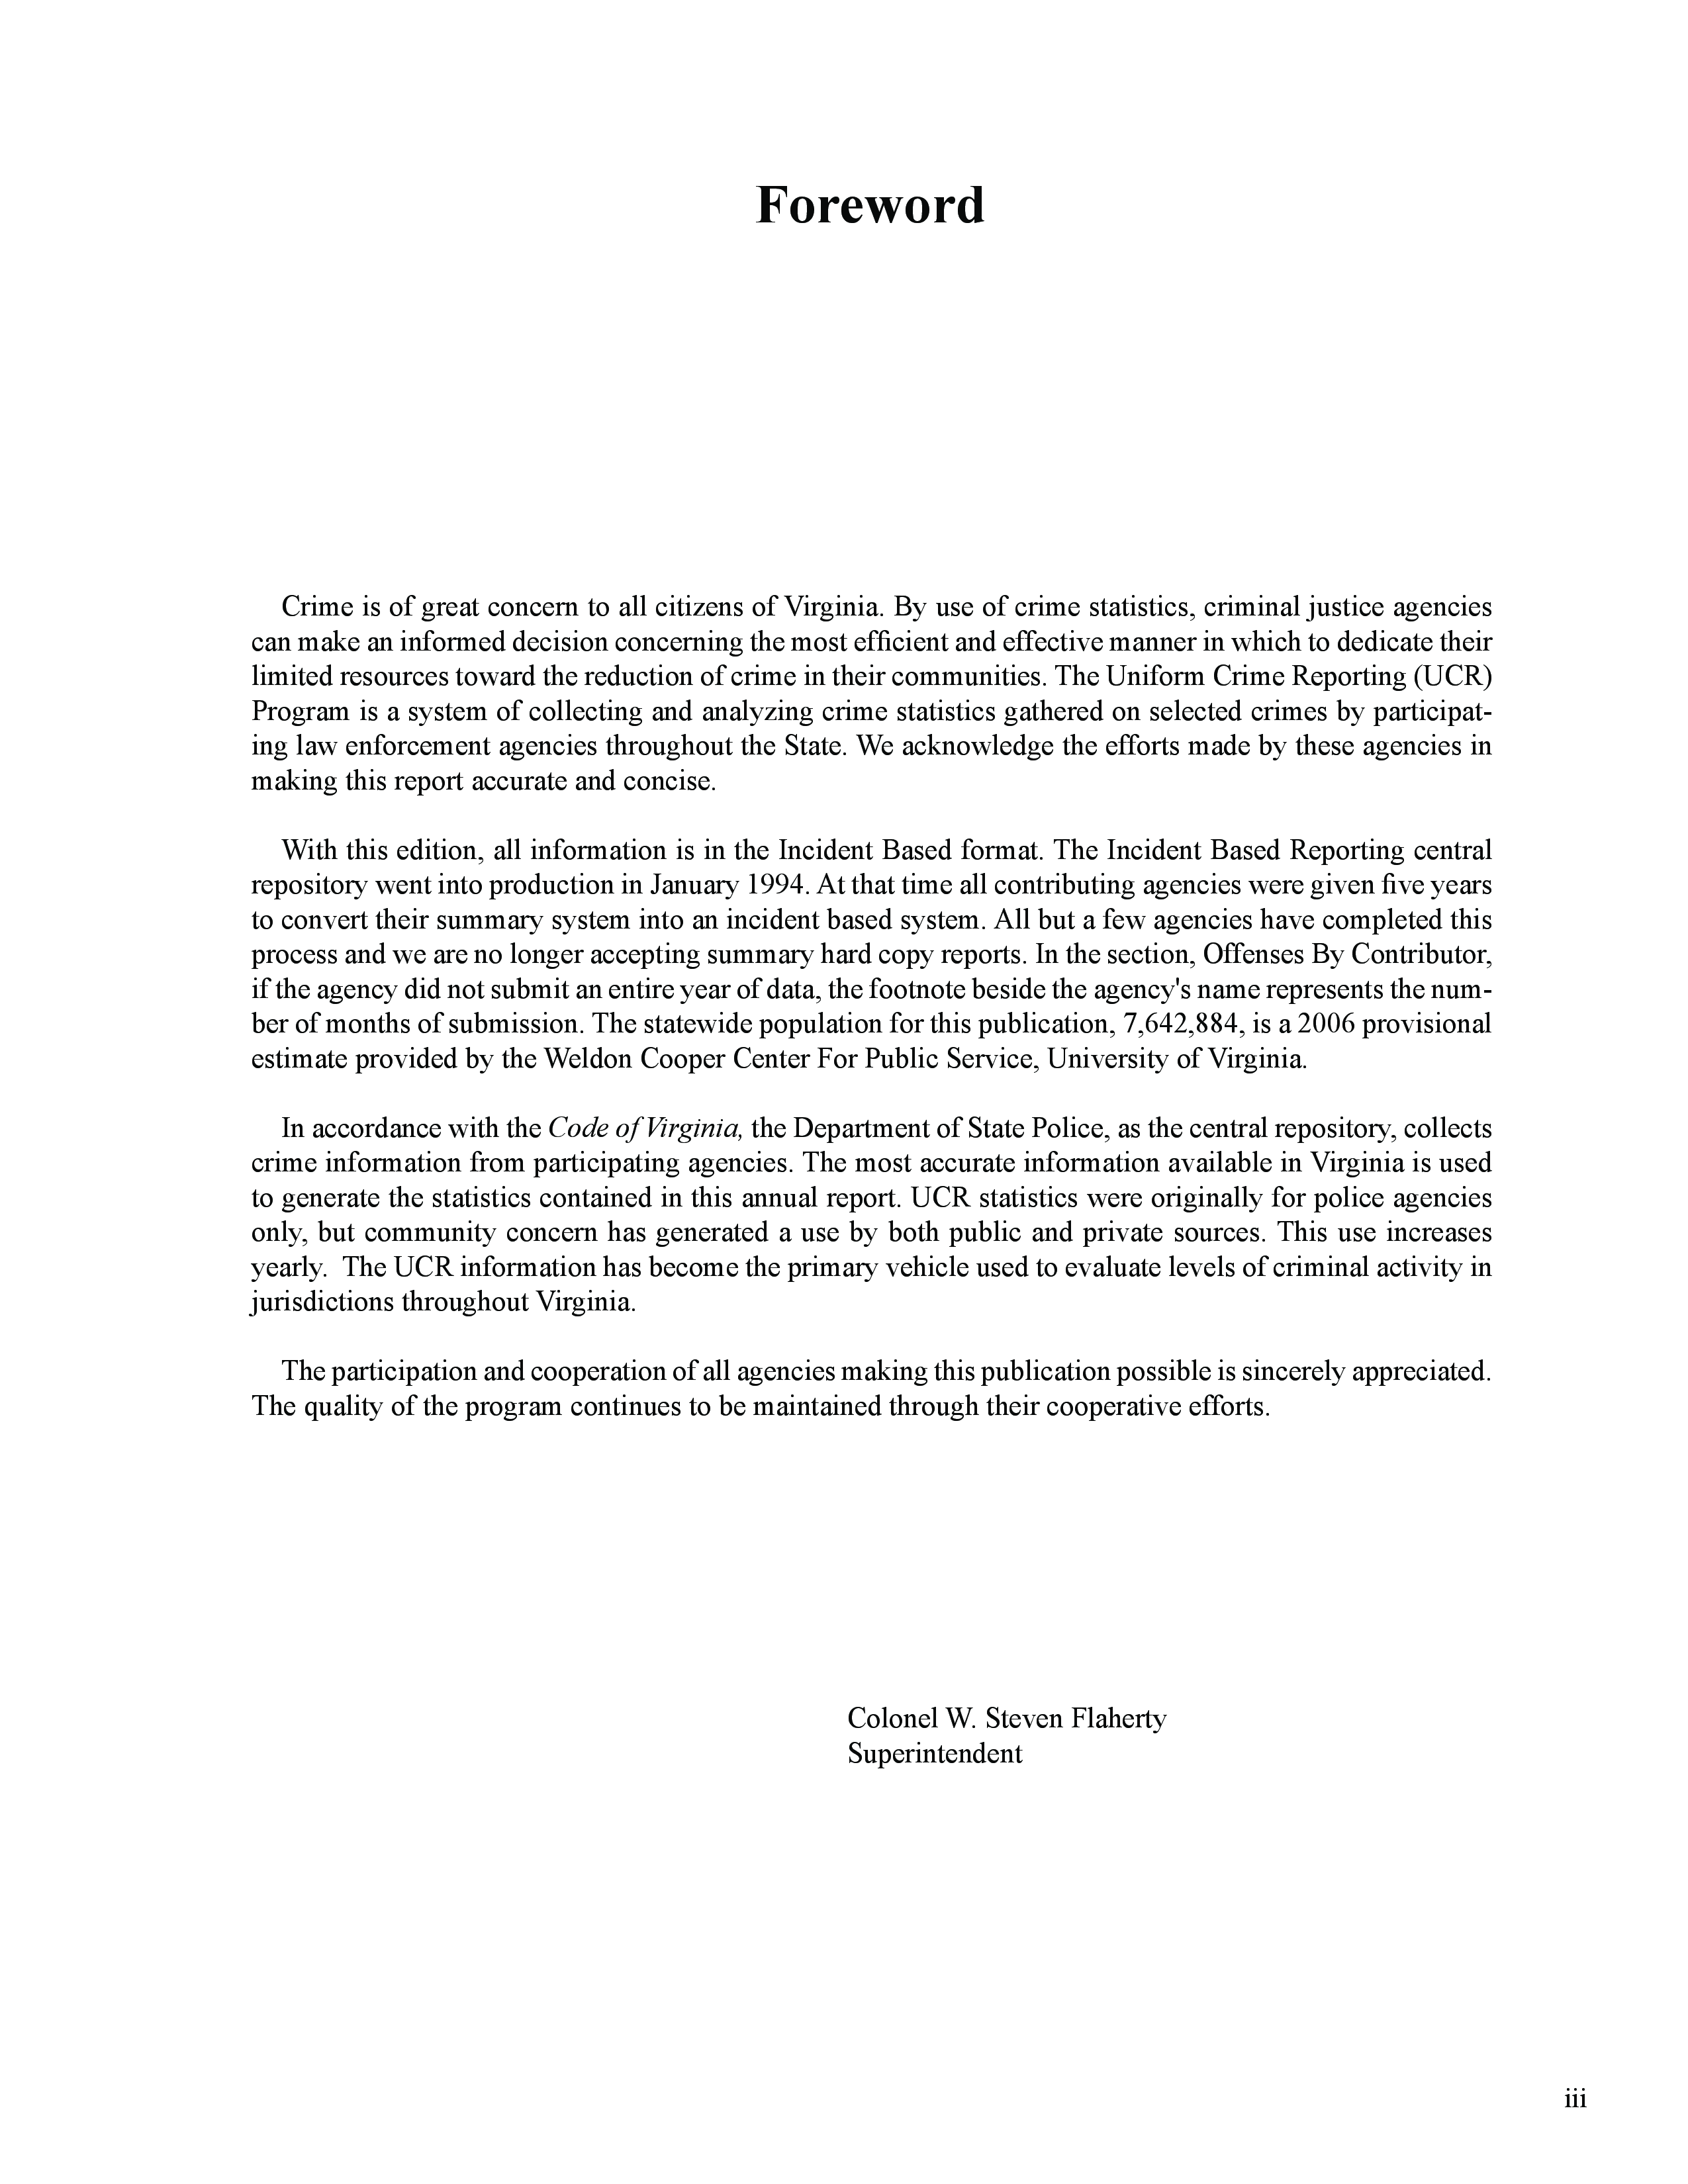 Foreword
Crime is of great concern to all citizens of Virginia. By use of crime statistics, criminal justice agencies
can make an informed decision concerning the most efficient and effective manner in which to dedicate their
limited resources toward the reduction of crime in their communities. The Uniform Crime Reporting (UCR)
Program is a system of collecting and analyzing crime statistics gathered on selected crimes by participat-
ing law enforcement agencies throughout the State. We acknowledge the efforts made by these agencies in
making this report accurate and concise.
With this edition, all information is in the Incident Based format. The Incident Based Reporting central
repository went into production in January 1994. At that time all contributing agencies were given five years
to convert their summary system into an incident based system. All but a few agencies have completed this
process and we are no longer accepting summary hard copy reports. In the section, Offenses By Contributor,
if the agency did not submit an entire year of data, the footnote beside the agency's name represents the num-
ber of months of submission. The statewide population for this publication, 7,642,884, is a 2006 provisional
estimate provided by the Weldon Cooper Center For Public Service, University of Virginia.
In accordance with the Code of Virginia, the Department of State Police, as the central repository, collects
crime information from participating agencies. The most accurate information available in Virginia is used
to generate the statistics contained in this annual report. UCR statistics were originally for police agencies
only, but community concern has generated a use by both public and private sources. This use increases
yearly.  The UCR information has become the primary vehicle used to evaluate levels of criminal activity in
jurisdictions throughout Virginia.
The participation and cooperation of all agencies making this publication possible is sincerely appreciated.
The quality of the program continues to be maintained through their cooperative efforts.
Colonel W. Steven Flaherty
Superintendent
iii